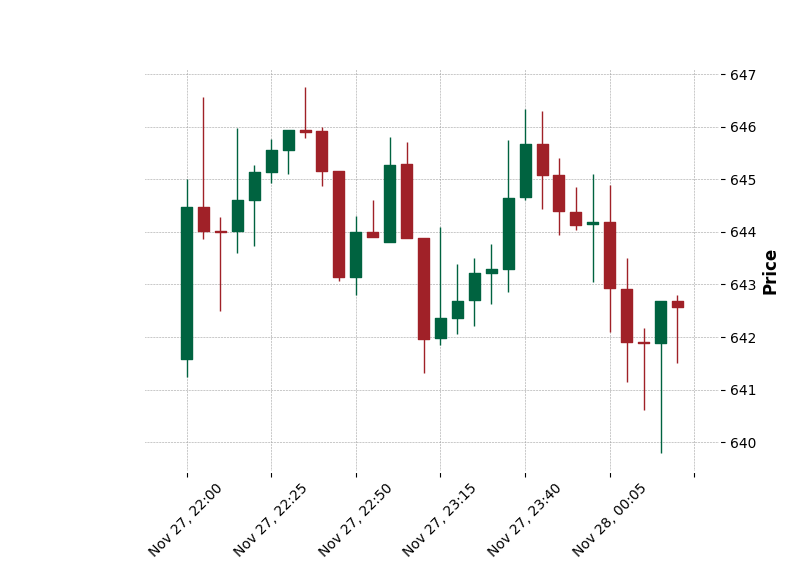 647
646
645
644
643
642
641
640
Price
Nov 27, 22:00
Nov 27, 22:25
Nov 27, 22:50
Nov 27, 23:15
Nov 27, 23:40
Nov 28, 00:05